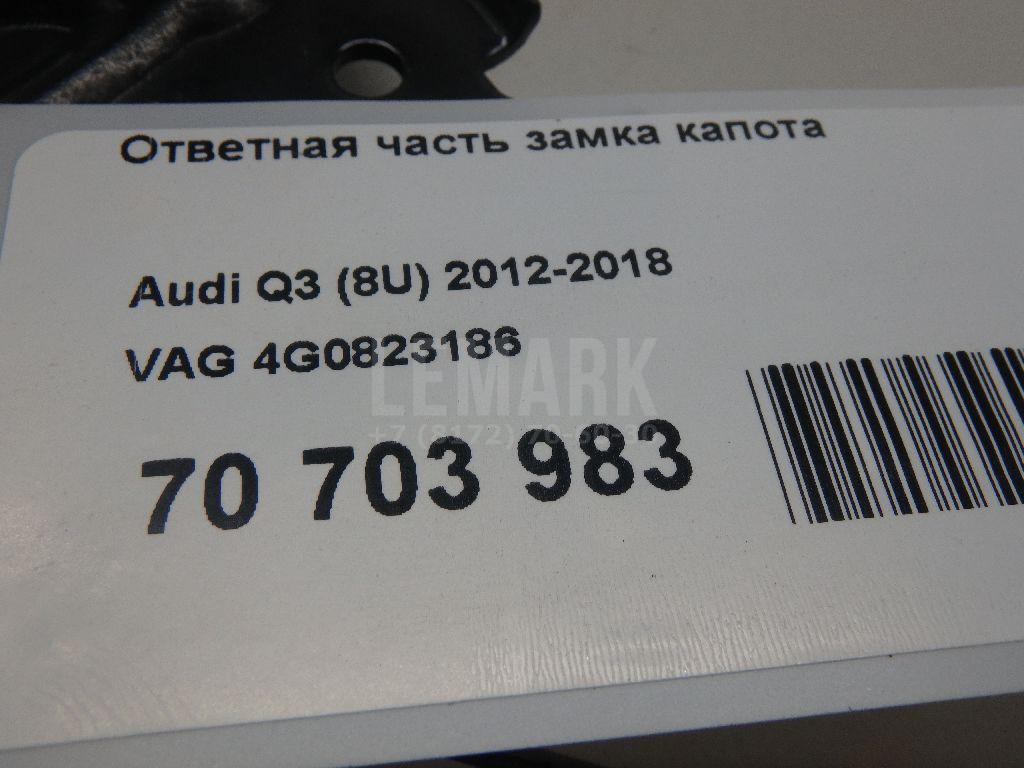 Ответная часть замка капота
Audi Q3 (8U) 2012-2018
VAG 4G0823186
LEMARK
70 703 983